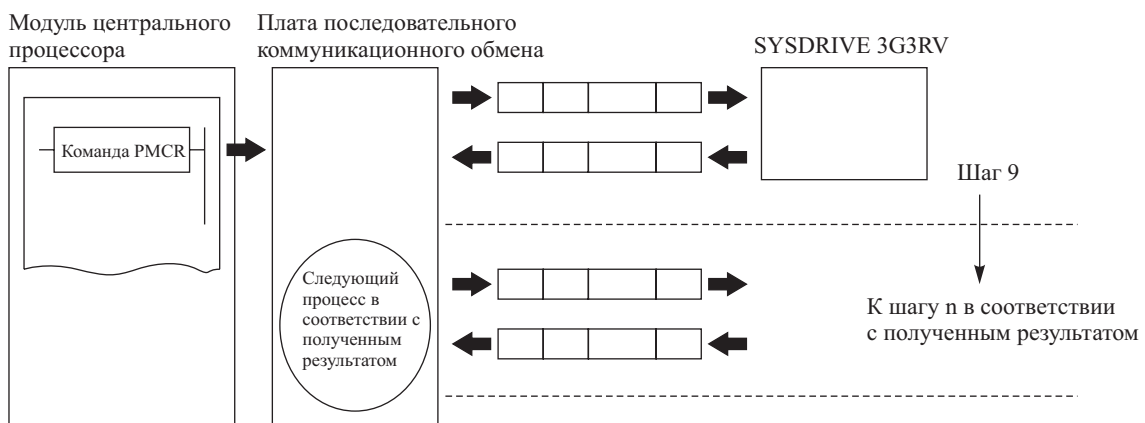 Модуль центрального
процессора
Плата последовательного
коммуникационного обмена
SYSDRIVE 3G3RV
Команда PMCR
Шаг 9
Следующий
процесс в
соответствии с
полученным
результатом
К шагу n в соответствии
с полученным результатом